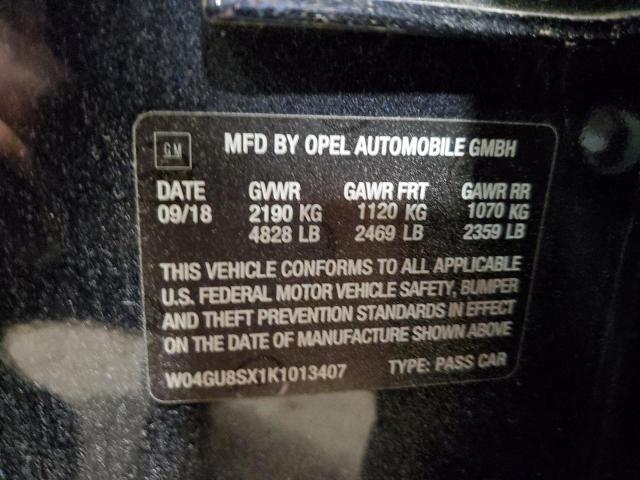 GM MFD BY OPEL AUTOMOBILE GMBH
DATE GVWR GAWR FRT GAWR RR
09/18 2190 KG 1120 KG 1070 KG
4828 LB 2469 LB 2359 LB
THIS VEHICLE CONFORMS TO ALL APPLICABLE
U.S. FEDERAL MOTOR VEHICLE SAFETY, BUMPER
AND THEFT PREVENTION STANDARDS IN EFFECT
ON THE DATE OF MANUFACTURE SHOWN ABOVE
W04GU8SX1K1013407 TYPE: PASS CAR